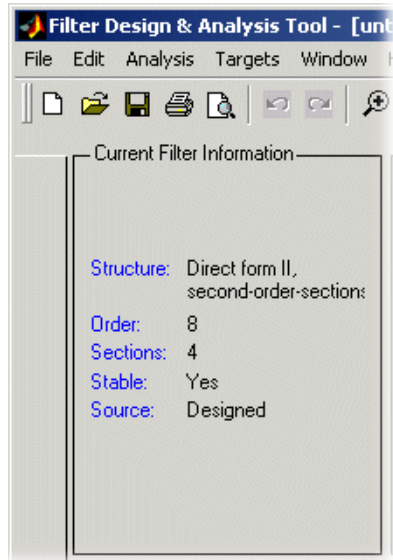 Filter Design & Analysis Tool - [unt
File Edit Analysis Targets Window
Current Filter Information
Structure: Direct form II,
second-order-sections
Order: 8
Sections: 4
Stable: Yes
Source: Designed